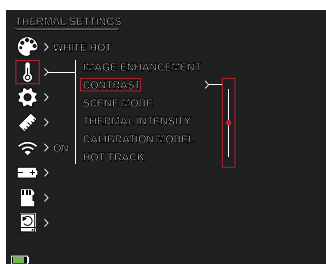 THERMAL SETTINGS
WHITE HOT
IMAGE ENHANCEMENT
CONTRAST
SCENE MODE
THERMAL INTENSITY
CALIBRATION MODEL
ON
HOT TRACK